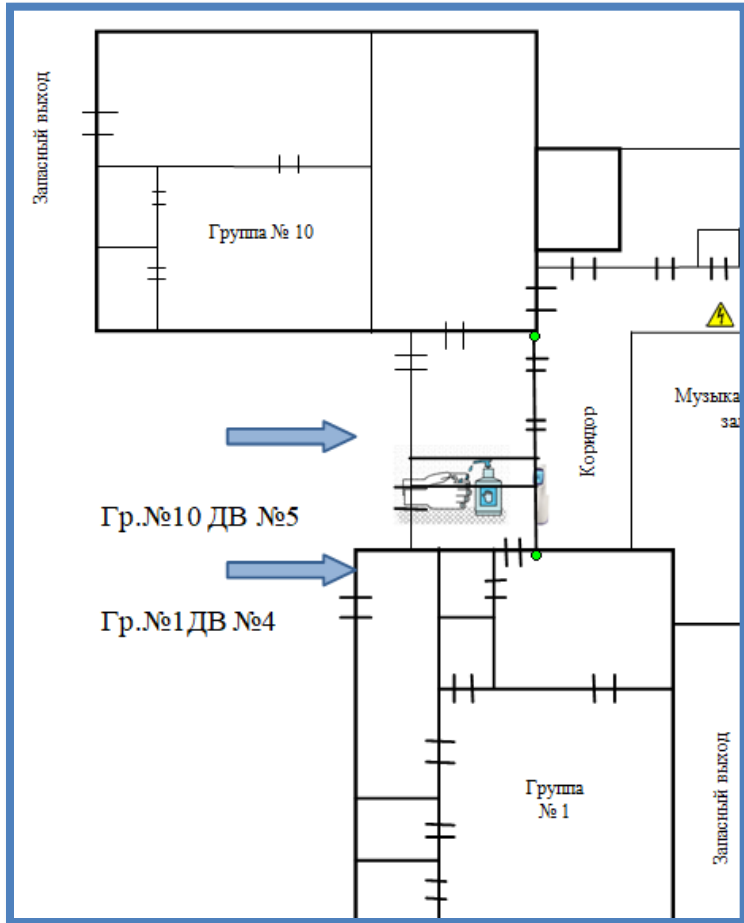 Запасный выход
Группа № 10
Коридор
Гр.№10 ДВ №5
Гр.№1ДВ №4
Группа
№ 1
Запасный выход